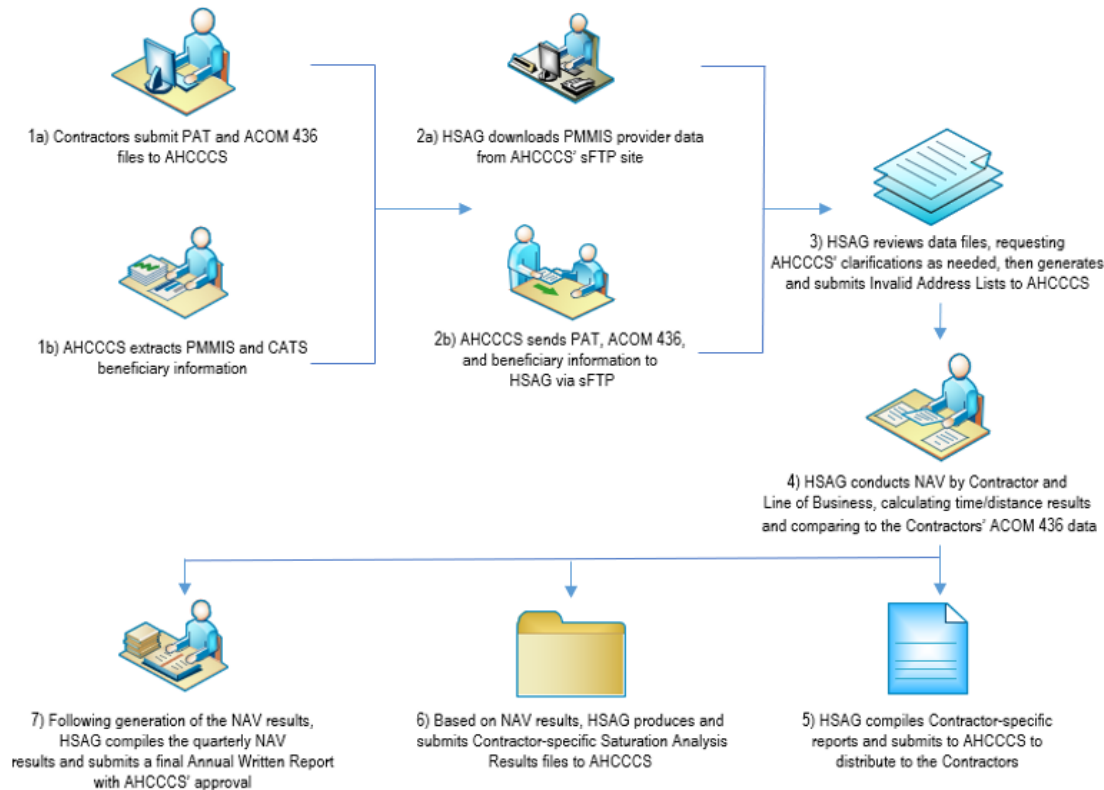 1a) Contractors submit PAT and ACOM 436
files to AHCCCS
2a) HSAG downloads PMMIS provider data
from AHCCCS' sFTP site
1b) AHCCCS extracts PMMIS and CATS
beneficiary information
2b) AHCCCS sends PAT, ACOM 436,
and beneficiary information to
HSAG via sFTP
3) HSAG reviews data files, requesting
AHCCCS' clarifications as needed, then generates
and submits Invalid Address Lists to AHCCCS
4) HSAG conducts NAV by Contractor and
Line of Business, calculating time/distance results
and comparing to the Contractors' ACOM 436 data
7) Following generation of the NAV results,
HSAG compiles the quarterly NAV
results and submits a final Annual Written Report
with AHCCCS' approval
6) Based on NAV results, HSAG produces and
submits Contractor-specific Saturation Analysis
Results files to AHCCCS
5) HSAG compiles Contractor-specific
reports and submits to AHCCCS to
distribute to the Contractors